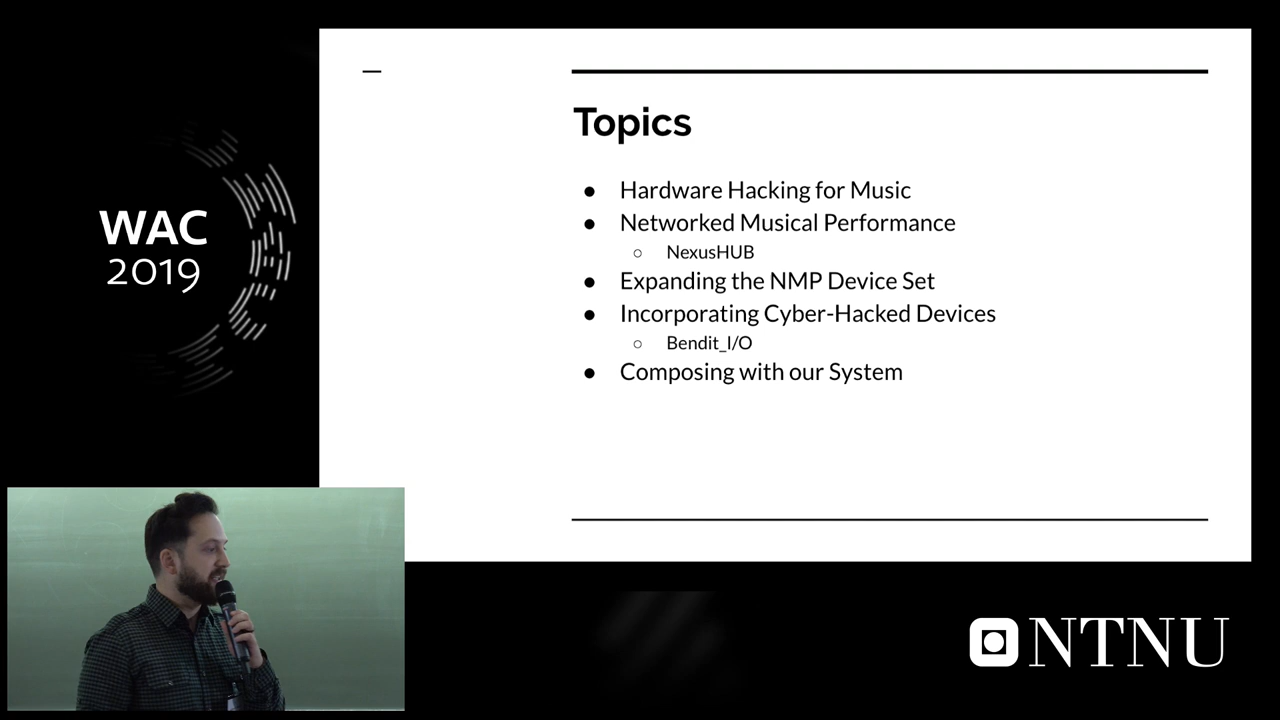 WAC
2019
Topics
● Hardware Hacking for Music
● Networked Musical Performance
○ NexusHUB
● Expanding the NMP Device Set
● Incorporating Cyber-Hacked Devices
○ Bendit_I/O
● Composing with our System
NTNU